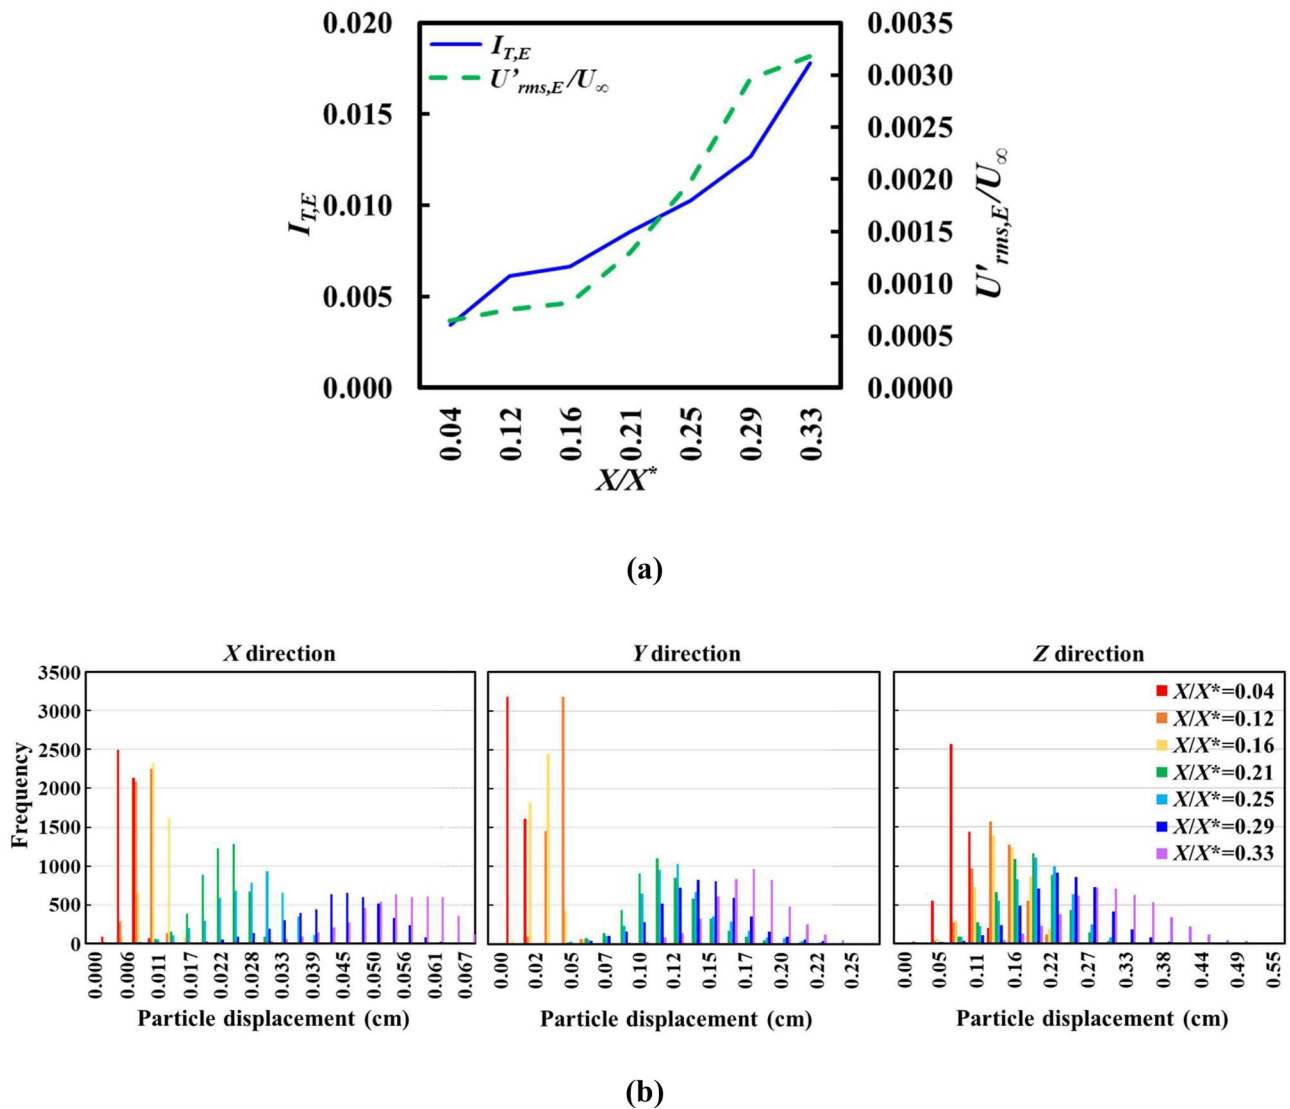 0.020
0.015
0.010
0.005
0.000
I_T,E
I_T,E
U'_rms,E/U_∞
0.0035
0.0030
0.0025
0.0020
0.0015
0.0010
0.0005
0.0000
U'_rms,E/U_∞
0.04 0.12 0.16 0.21 0.25 0.29 0.33
X/X*
(a)
X direction
Y direction
Z direction
Frequency
3500
3000
2500
2000
1500
1000
500
0
X/X*=0.04
X/X*=0.12
X/X*=0.16
X/X*=0.21
X/X*=0.25
X/X*=0.29
X/X*=0.33
0.000 0.006 0.011 0.017 0.022 0.028 0.033 0.039 0.045 0.050 0.056 0.061 0.067
0.00 0.02 0.05 0.07 0.10 0.12 0.15 0.17 0.20 0.22 0.25
0.00 0.05 0.11 0.16 0.22 0.27 0.33 0.38 0.44 0.49 0.55
Particle displacement (cm)
Particle displacement (cm)
Particle displacement (cm)
(b)